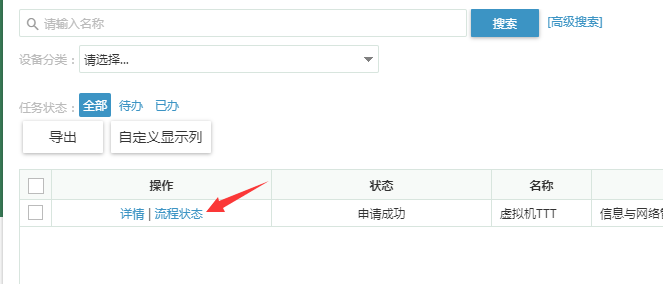 请输入名称 搜索 [高级搜索]
设备分类： 请选择...
任务状态： 全部 待办 已办
导出 自定义显示列
操作 状态 名称
详情 | 流程状态 申请成功 虚拟机TTT 信息与网络